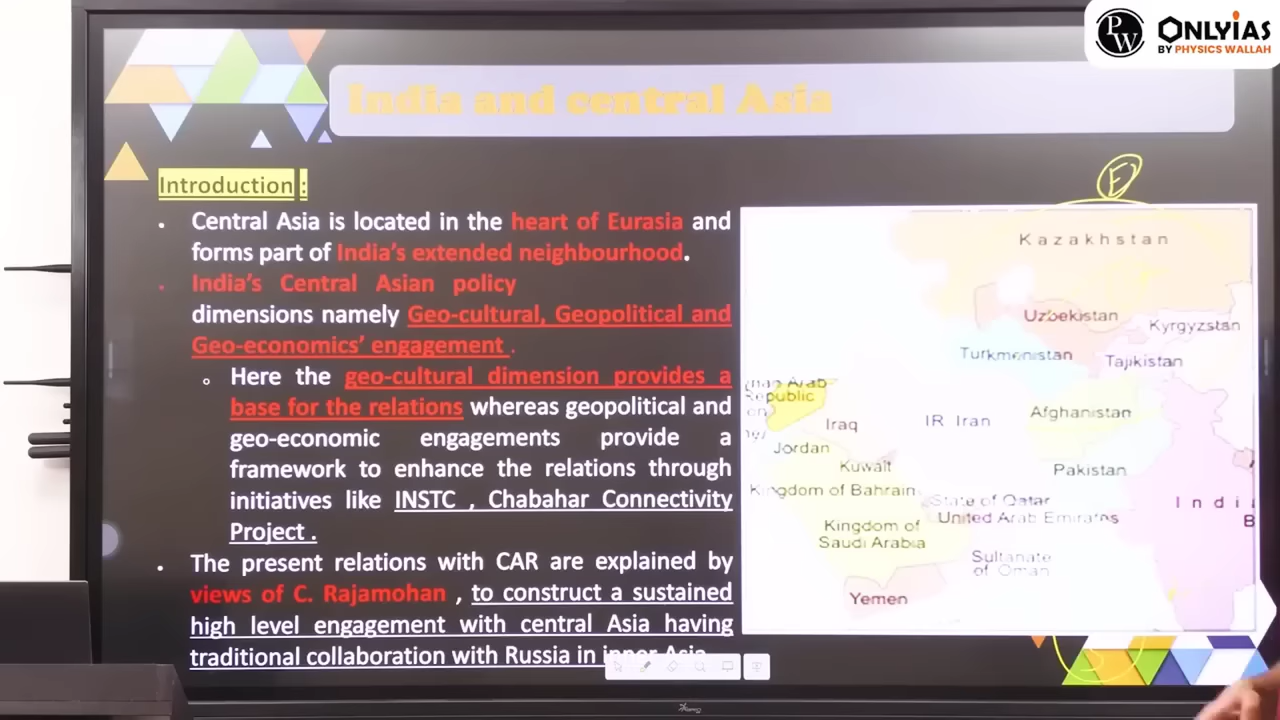 PW ONLYIAS
BY PHYSICS WALLAH
India and central Asia
Introduction :
Central Asia is located in the heart of Eurasia and
forms part of India's extended neighbourhood.
India's Central Asian policy
dimensions namely Geo-cultural, Geopolitical and
Geo-economics' engagement .
Here the geo-cultural dimension provides a
base for the relations whereas geopolitical and
geo-economic engagements provide a
framework to enhance the relations through
initiatives like INSTC , Chabahar Connectivity
Project .
The present relations with CAR are explained by
views of C. Rajamohan , to construct a sustained
high level engagement with central Asia having
traditional collaboration with Russia in inner Asia
E
Kazakhstan
Uzbekistan
Kyrgyzstan
Turkmenistan
Tajikistan
Arab
Republic
Afghanistan
Iraq
IR Iran
Jordan
Kuwait
Pakistan
Kingdom of Bahrain
State of Qatar
Indi
United Arab Emirates
B
Kingdom of
Saudi Arabia
Sultanate
of Oman
Yemen